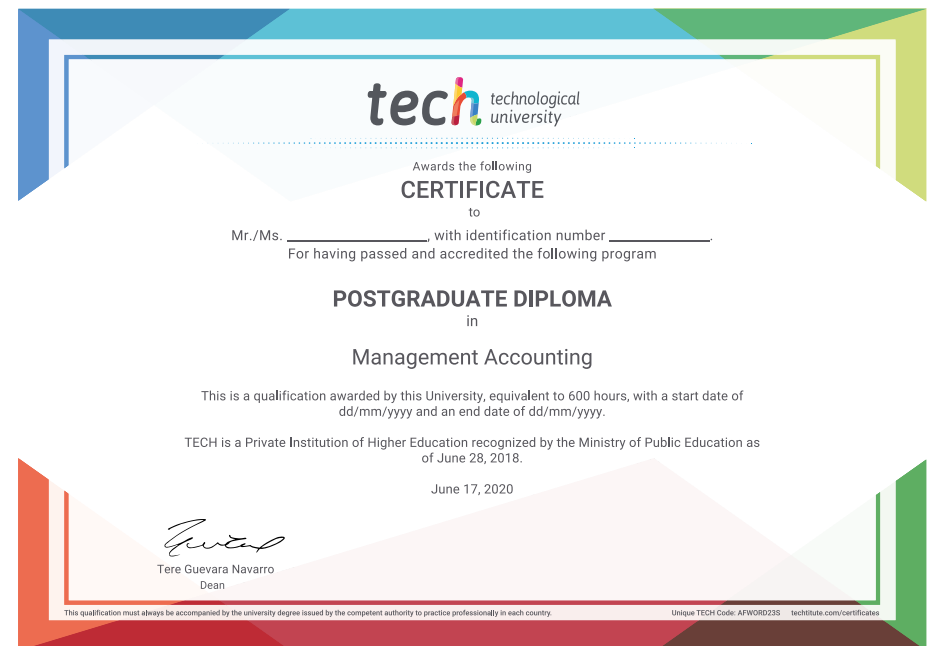 tech technological
university
Awards the following
CERTIFICATE
to
Mr./Ms. ____________________, with identification number ______________.
For having passed and accredited the following program
POSTGRADUATE DIPLOMA
in
Management Accounting
This is a qualification awarded by this University, equivalent to 600 hours, with a start date of
dd/mm/yyyy and an end date of dd/mm/yyyy.
TECH is a Private Institution of Higher Education recognized by the Ministry of Public Education as
of June 28, 2018.
June 17, 2020
Tere Guevara Navarro
Dean
This qualification must always be accompanied by the university degree issued by the competent authority to practice professionally in each country. Unique TECH Code: AFWORD23S techtitute.com/certificates